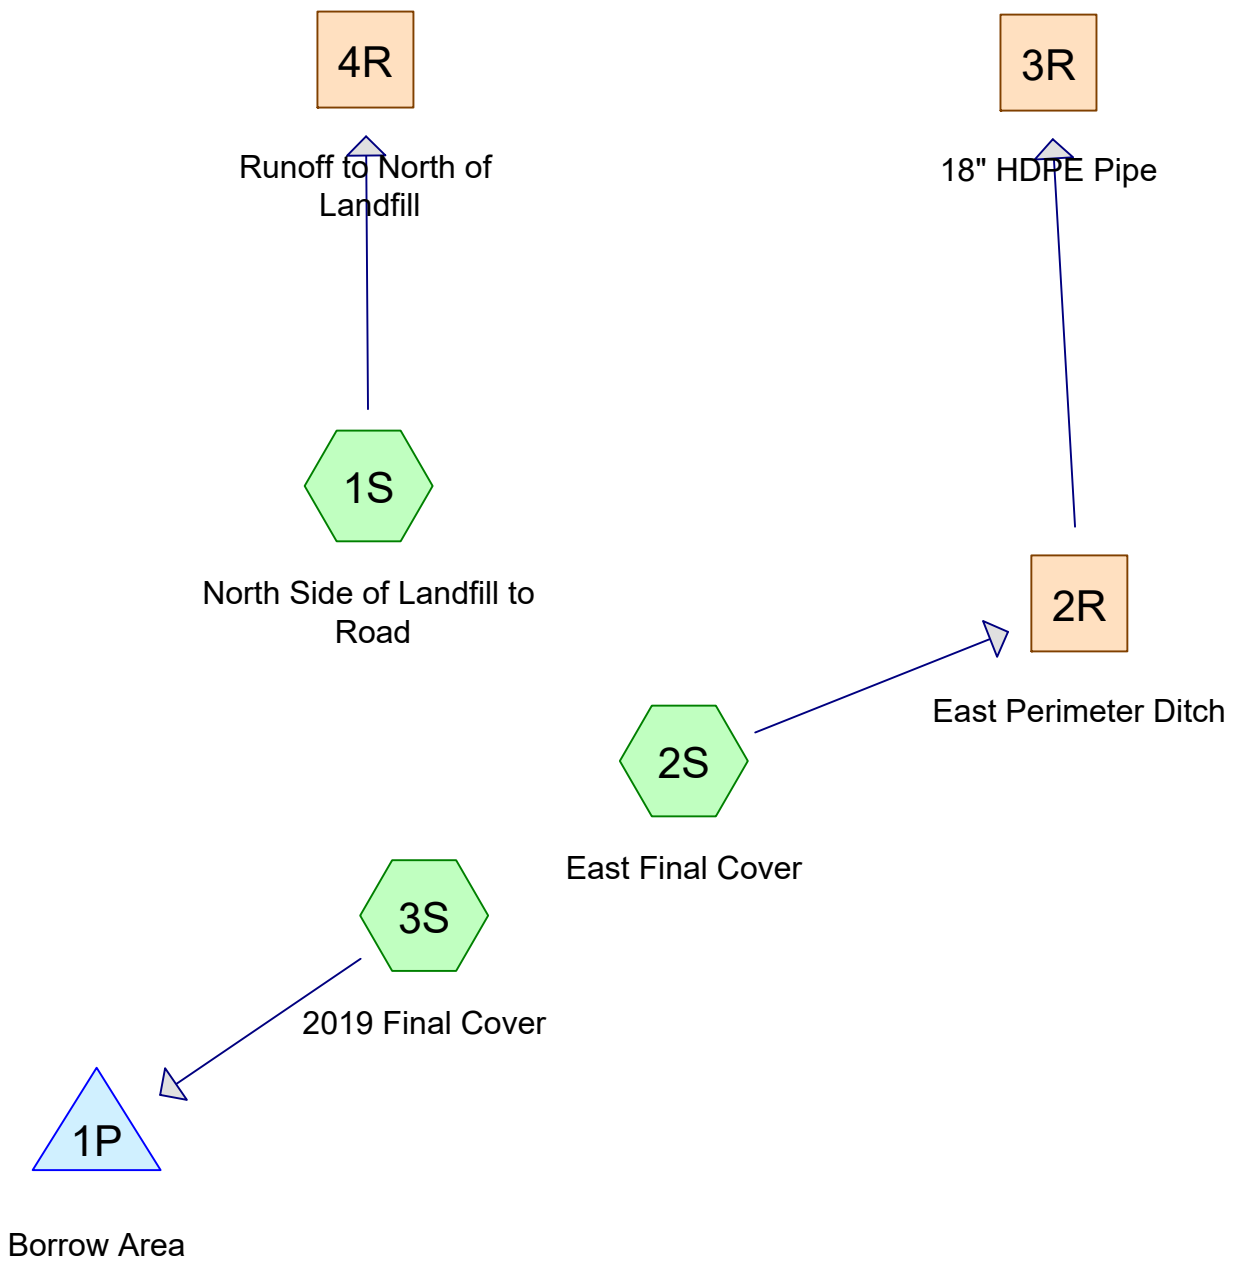 4R
Runoff to North of
Landfill
3R
18" HDPE Pipe
1S
North Side of Landfill to
Road
2R
East Perimeter Ditch
2S
East Final Cover
3S
2019 Final Cover
1P
Borrow Area